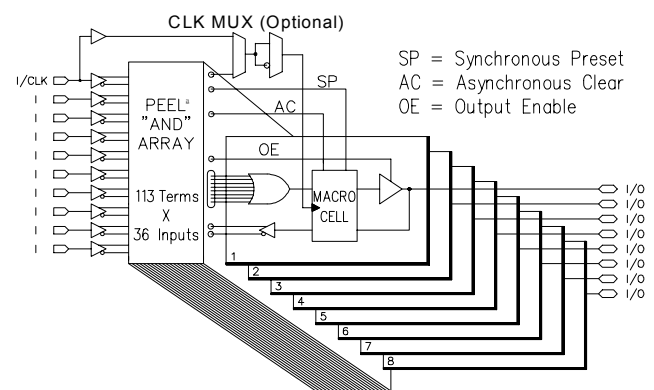 CLK MUX (Optional)
SP = Synchronous Preset
AC = Asynchronous Clear
OE = Output Enable
I/CLK
I
I
I
I
I
I
I
I
I
PEELª
"AND"
ARRAY
113 Terms
X
36 Inputs
SP
AC
OE
MACRO
CELL
1
2
3
4
5
6
7
8
I/O
I/O
I/O
I/O
I/O
I/O
I/O
I/O